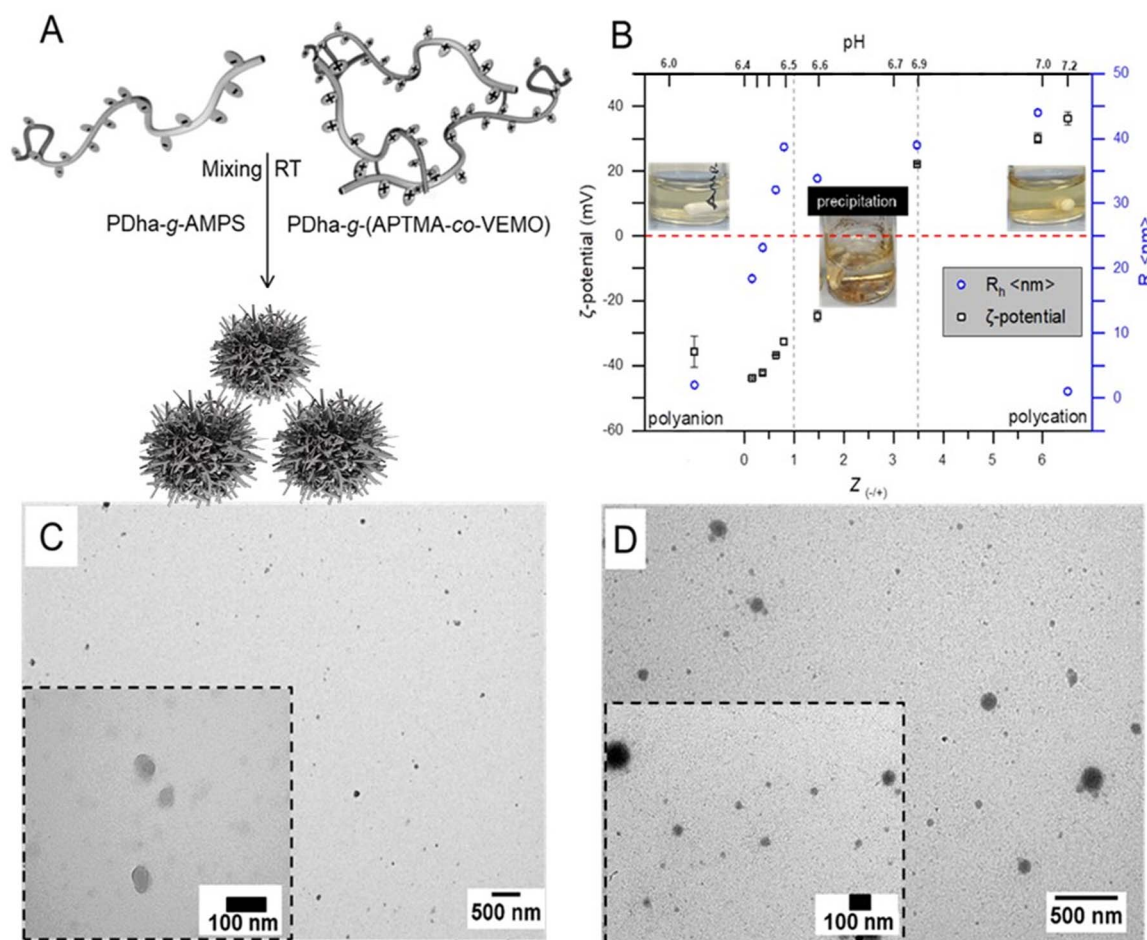 A
Mixing RT
PDha-g-AMPS
PDha-g-(APTMA-co-VEMO)
B
pH
6.0 6.4 6.5 6.6 6.7 6.9 7.0 7.2
ζ-potential (mV)
40
20
0
-20
-40
-60
50
40
30
20
10
0
precipitation
R_h <nm>
ζ-potential
polyanion
polycation
0 1 2 3 4 5 6
Z (-/+)
C
100 nm
500 nm
D
100 nm
500 nm